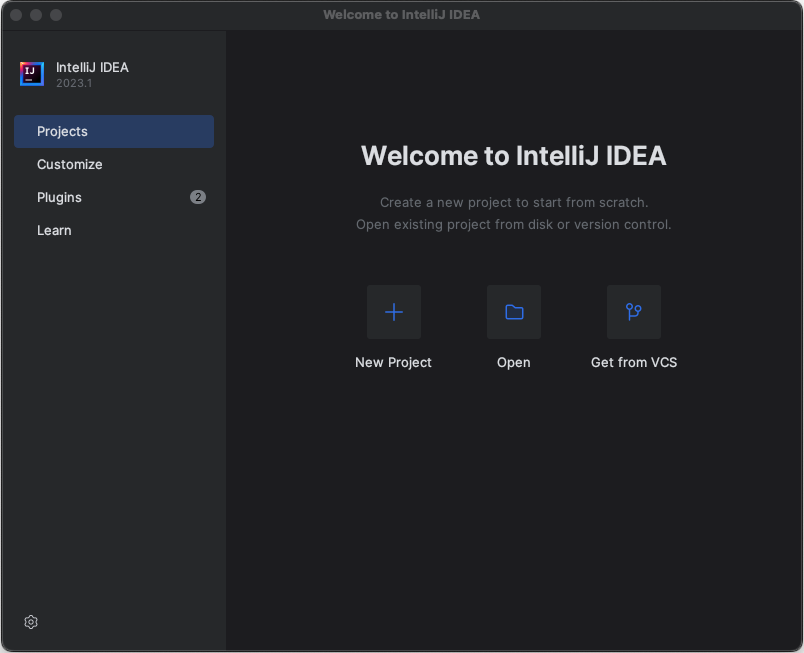 Welcome to IntelliJ IDEA
IJ
IntelliJ IDEA
2023.1
Projects
Customize
Plugins
2
Learn
Welcome to IntelliJ IDEA
Create a new project to start from scratch.
Open existing project from disk or version control.
New Project
Open
Get from VCS